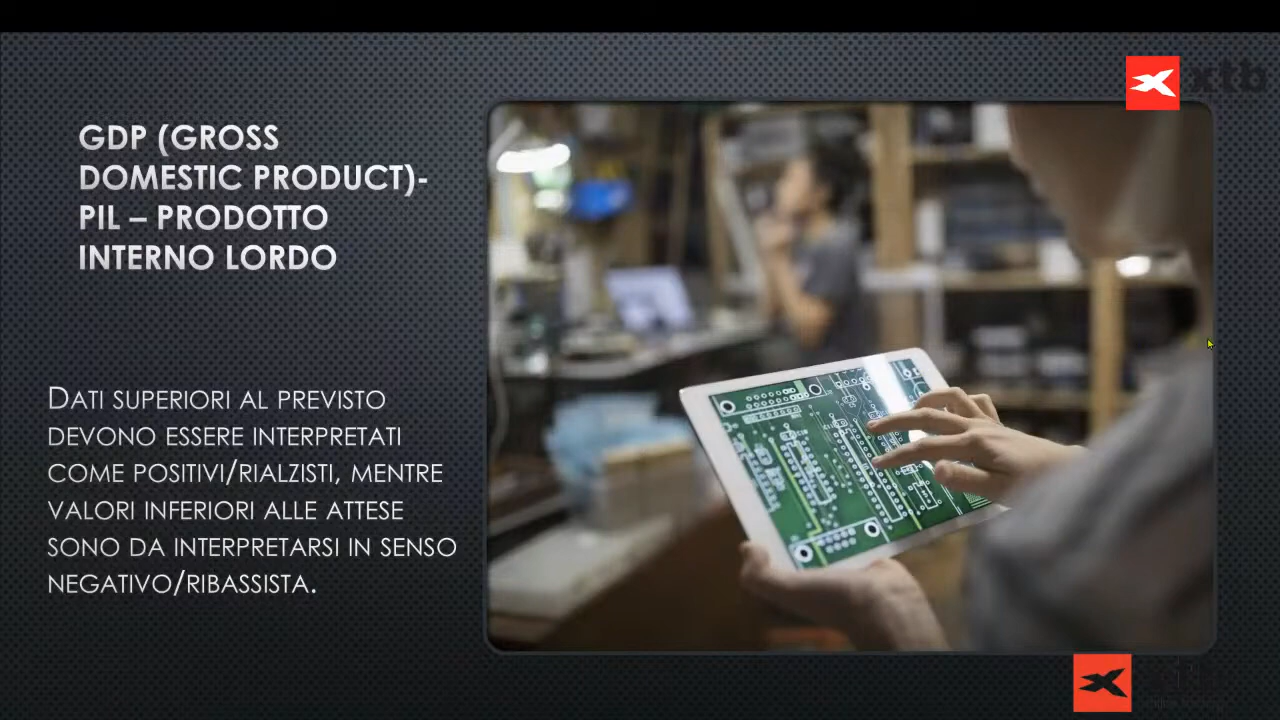 xtb
GDP (GROSS
DOMESTIC PRODUCT)-
PIL – PRODOTTO
INTERNO LORDO
DATI SUPERIORI AL PREVISTO
DEVONO ESSERE INTERPRETATI
COME POSITIVI/RIALZISTI, MENTRE
VALORI INFERIORI ALLE ATTESE
SONO DA INTERPRETARSI IN SENSO
NEGATIVO/RIBASSISTA.
xtb